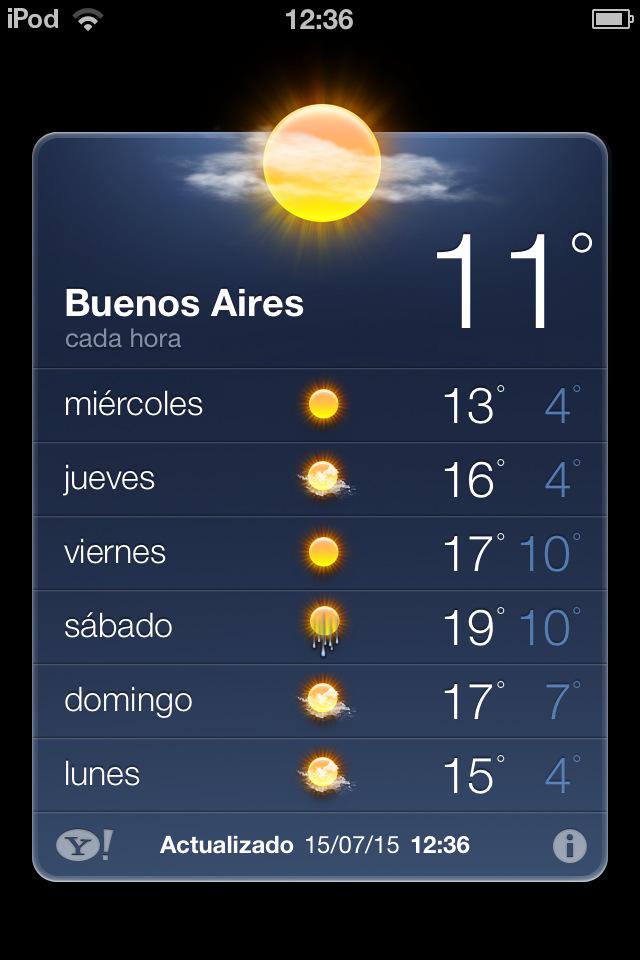 iPod 12:36
11°
Buenos Aires
cada hora
miércoles 13° 4°
jueves 16° 4°
viernes 17° 10°
sábado 19° 10°
domingo 17° 7°
lunes 15° 4°
Y! Actualizado 15/07/15 12:36 i